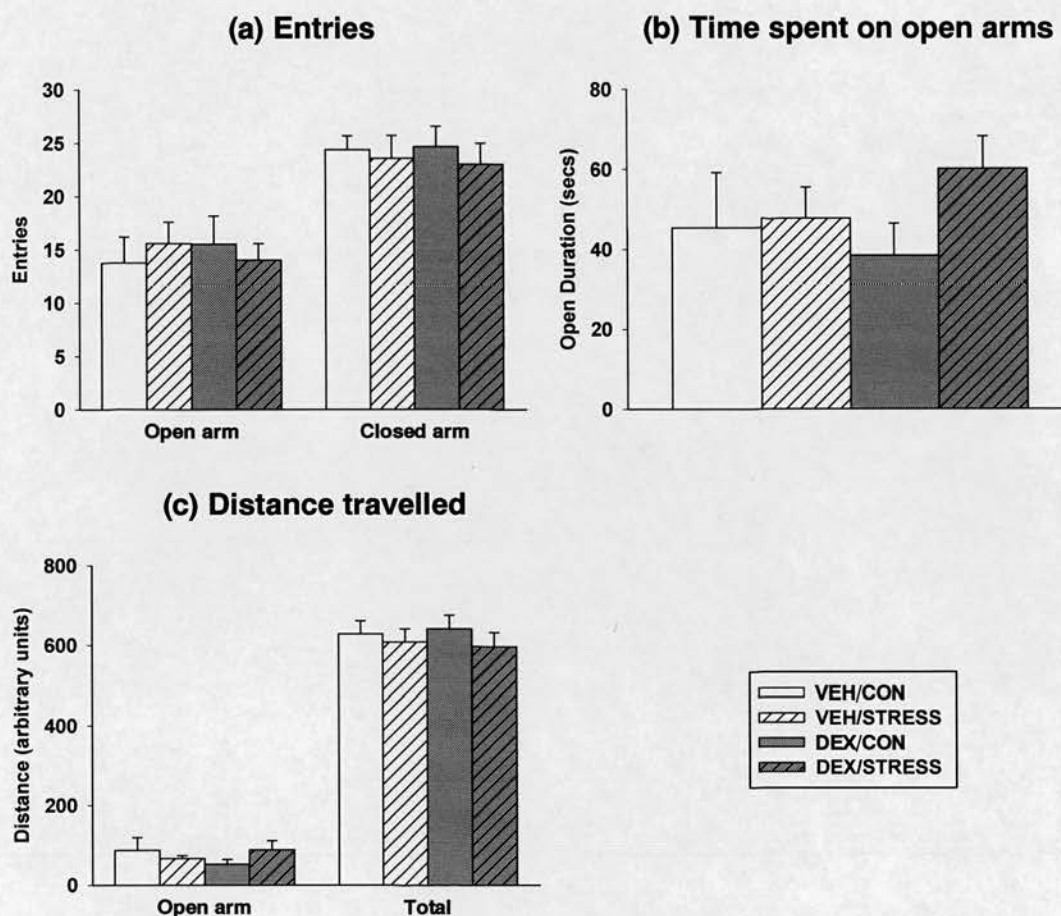 (a) Entries
30
25
20
15
10
5
0
Entries
Open arm
Closed arm
(b) Time spent on open arms
80
60
40
20
0
Open Duration (secs)
(c) Distance travelled
800
600
400
200
0
Distance (arbitrary units)
Open arm
Total
VEH/CON
VEH/STRESS
DEX/CON
DEX/STRESS